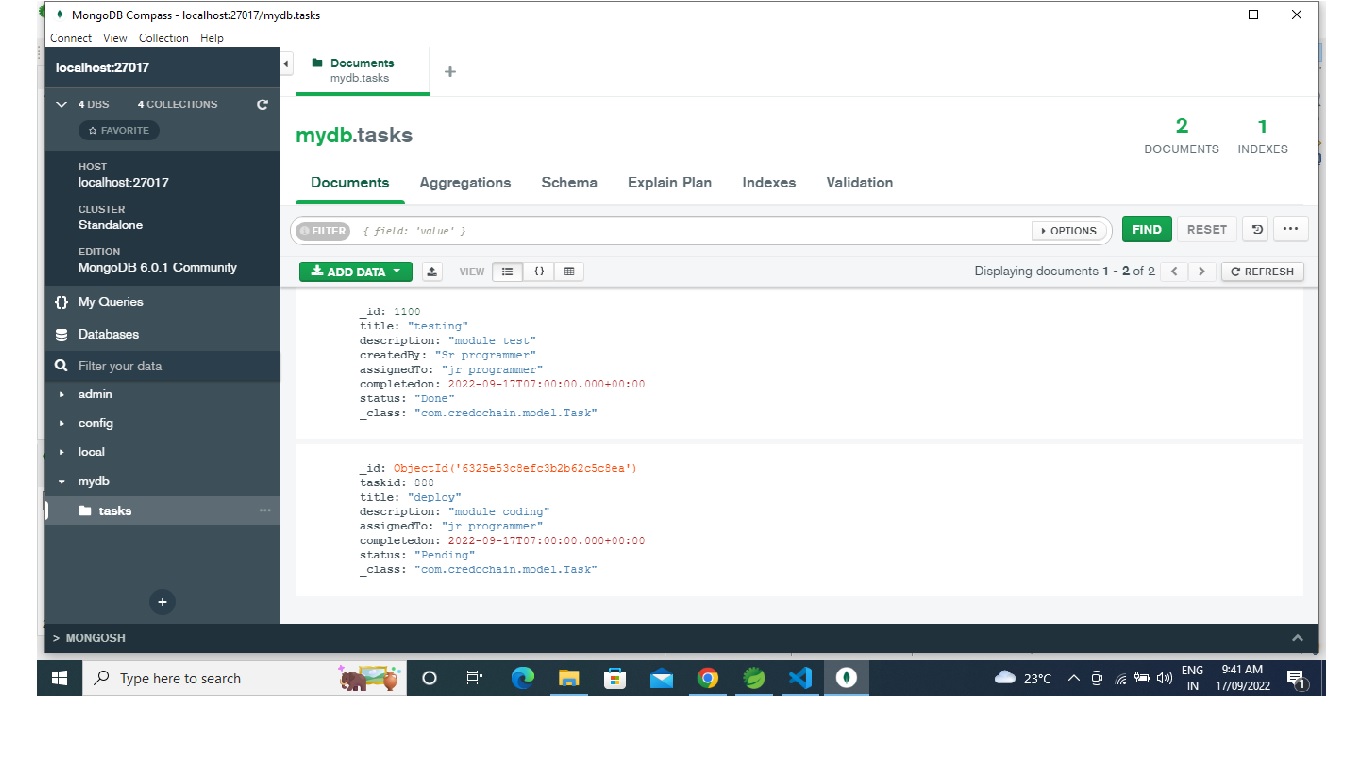 MongoDB Compass - localhost:27017/mydb.tasks
Connect View Collection Help
localhost:27017
Documents
mydb.tasks
4 DBS 4 COLLECTIONS
FAVORITE
HOST
localhost:27017
CLUSTER
Standalone
EDITION
MongoDB 6.0.1 Community
{} My Queries
Databases
Filter your data
admin
config
local
mydb
tasks
mydb.tasks
2
DOCUMENTS
1
INDEXES
Documents Aggregations Schema Explain Plan Indexes Validation
FILTER { field: 'value' } OPTIONS FIND RESET
ADD DATA VIEW {} Displaying documents 1 - 2 of 2 REFRESH
_id: 1100
title: "testing"
description: "module test"
createdBy: "Sr programmer"
assignedTo: "jr programmer"
completedon: 2022-09-17T07:00:00.000+00:00
status: "Done"
_class: "com.credochain.model.Task"
_id: ObjectId('6325e53c8efc3b2b62c5c8ea')
taskid: 000
title: "deploy"
description: "module coding"
assignedTo: "jr programmer"
completedon: 2022-09-17T07:00:00.000+00:00
status: "Pending"
_class: "com.credochain.model.Task"
> MONGOSH
Type here to search
23°C
ENG
IN
9:41 AM
17/09/2022
1